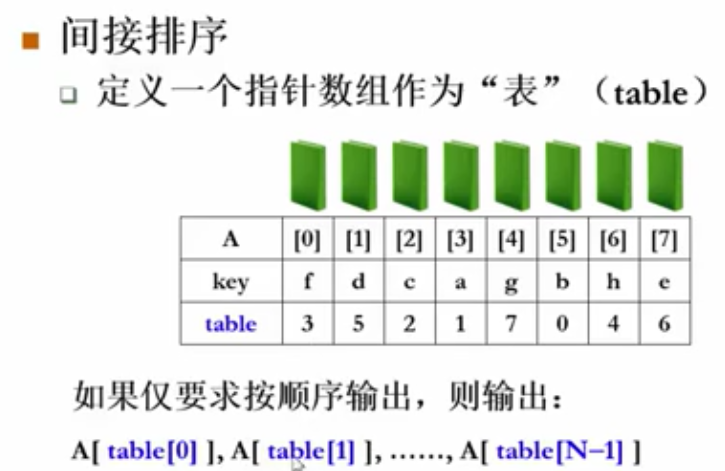 间接排序
定义一个指针数组作为“表”（table）
A [0] [1] [2] [3] [4] [5] [6] [7]
key f d c a g b h e
table 3 5 2 1 7 0 4 6
如果仅要求按顺序输出，则输出：
A[ table[0] ], A[ table[1] ], ……, A[ table[N−1] ]